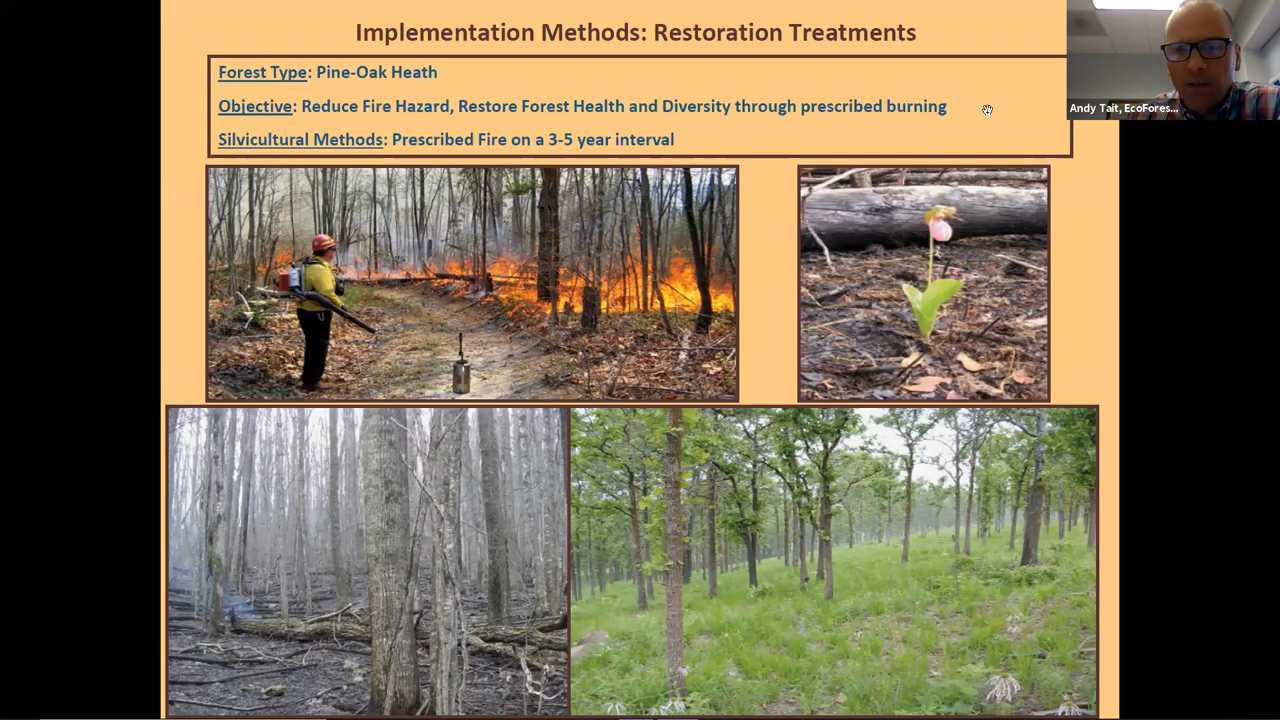 Implementation Methods: Restoration Treatments
Forest Type: Pine-Oak Heath
Objective: Reduce Fire Hazard, Restore Forest Health and Diversity through prescribed burning
Silvicultural Methods: Prescribed Fire on a 3-5 year interval
Andy Tait, EcoFores...